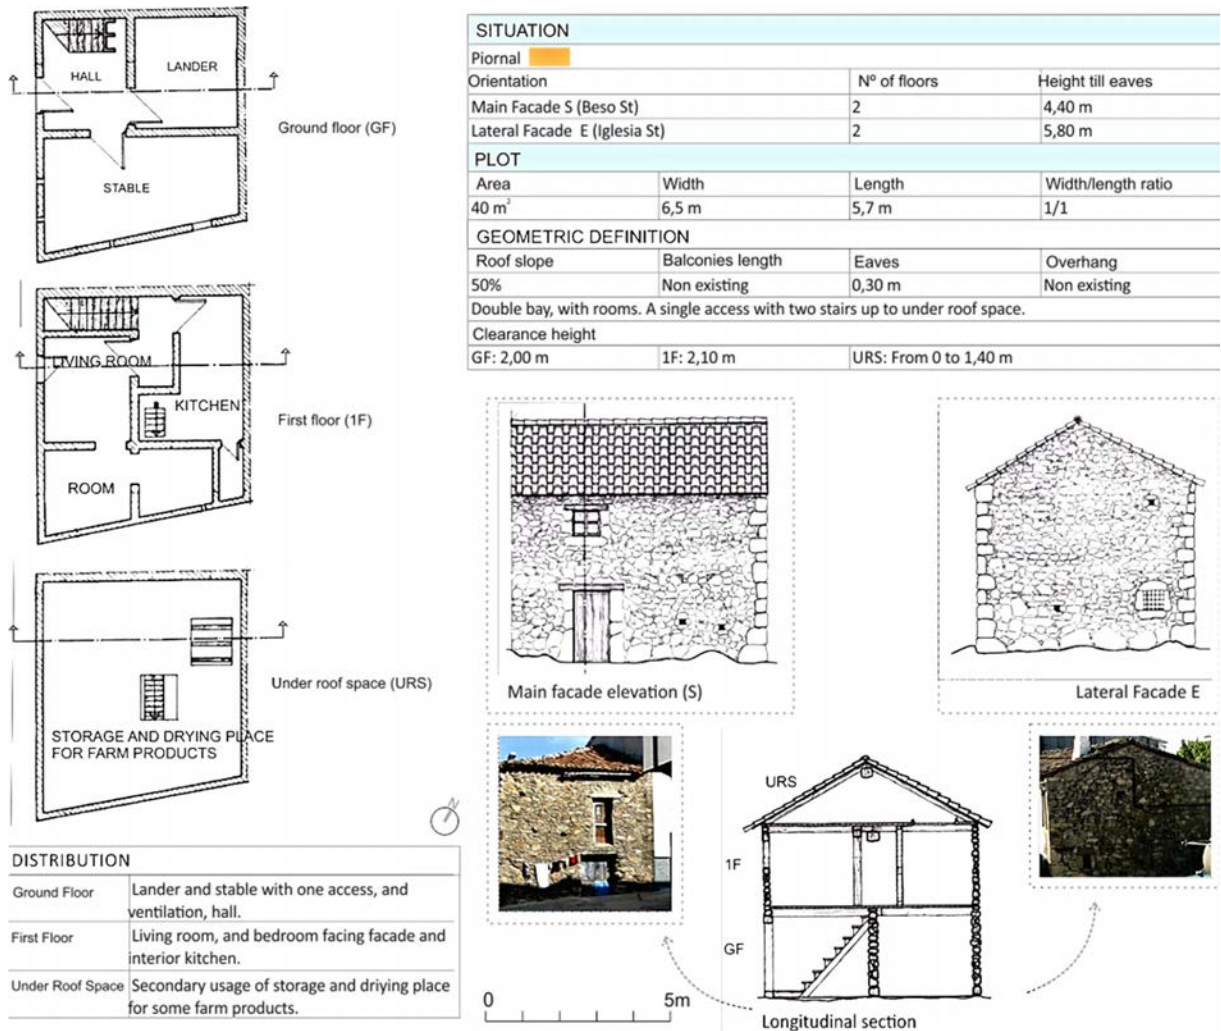 HALL
LANDER
Ground floor (GF)
STABLE
LIVING ROOM
KITCHEN
First floor (1F)
ROOM
Under roof space (URS)
STORAGE AND DRYING PLACE
FOR FARM PRODUCTS
N
DISTRIBUTION
Ground Floor Lander and stable with one access, and
ventilation, hall.
First Floor Living room, and bedroom facing facade and
interior kitchen.
Under Roof Space Secondary usage of storage and driying place
for some farm products.
SITUATION
Piornal
Orientation Nº of floors Height till eaves
Main Facade S (Beso St) 2 4,40 m
Lateral Facade E (Iglesia St) 2 5,80 m
PLOT
Area Width Length Width/length ratio
40 m² 6,5 m 5,7 m 1/1
GEOMETRIC DEFINITION
Roof slope Balconies length Eaves Overhang
50% Non existing 0,30 m Non existing
Double bay, with rooms. A single access with two stairs up to under roof space.
Clearance height
GF: 2,00 m 1F: 2,10 m URS: From 0 to 1,40 m
Main facade elevation (S)
Lateral Facade E
URS
1F
GF
0 5m
Longitudinal section